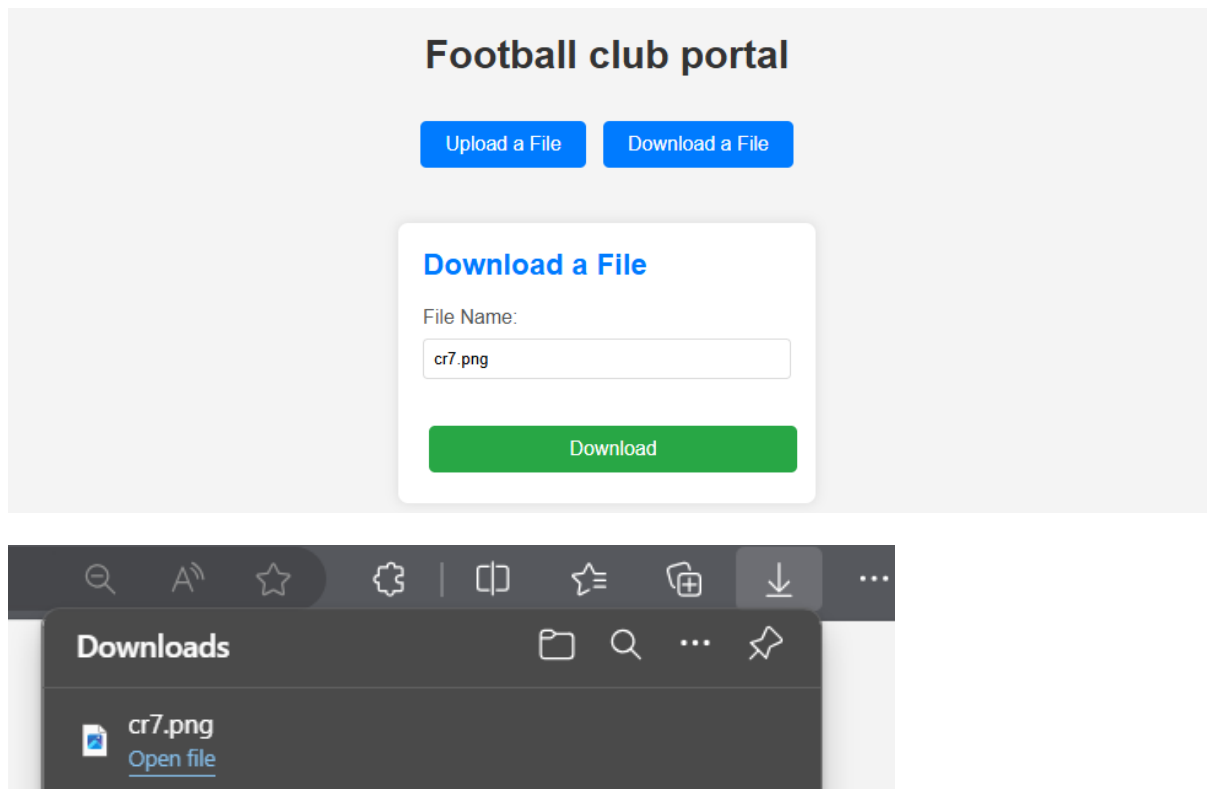 Football club portal
Upload a File Download a File
Download a File
File Name:
cr7.png
Download
A
Downloads
cr7.png
Open file